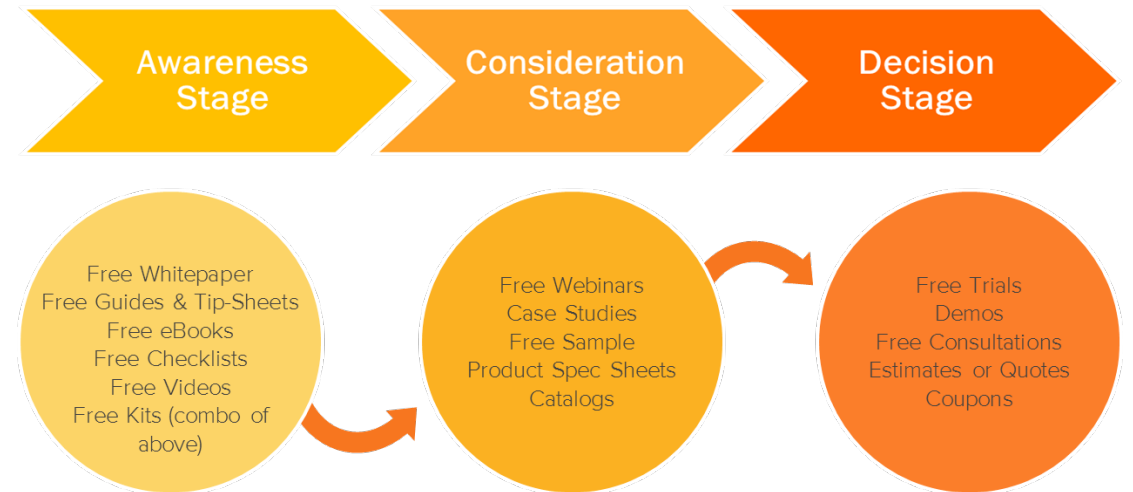 Awareness
Stage
Consideration
Stage
Decision
Stage
Free Whitepaper
Free Guides & Tip-Sheets
Free eBooks
Free Checklists
Free Videos
Free Kits (combo of
above)
Free Webinars
Case Studies
Free Sample
Product Spec Sheets
Catalogs
Free Trials
Demos
Free Consultations
Estimates or Quotes
Coupons